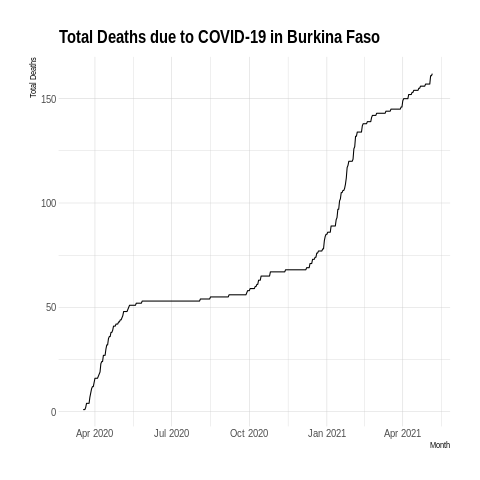 Total Deaths due to COVID-19 in Burkina Faso
Total Deaths
150
100
50
0
Apr 2020 Jul 2020 Oct 2020 Jan 2021 Apr 2021
Month